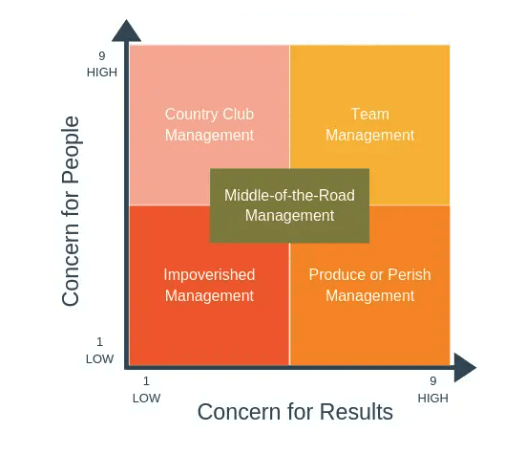 9
HIGH
Country Club
Management
Team
Management
Concern for People
Middle-of-the-Road
Management
Impoverished
Management
Produce or Perish
Management
1
LOW
1
LOW
9
HIGH
Concern for Results